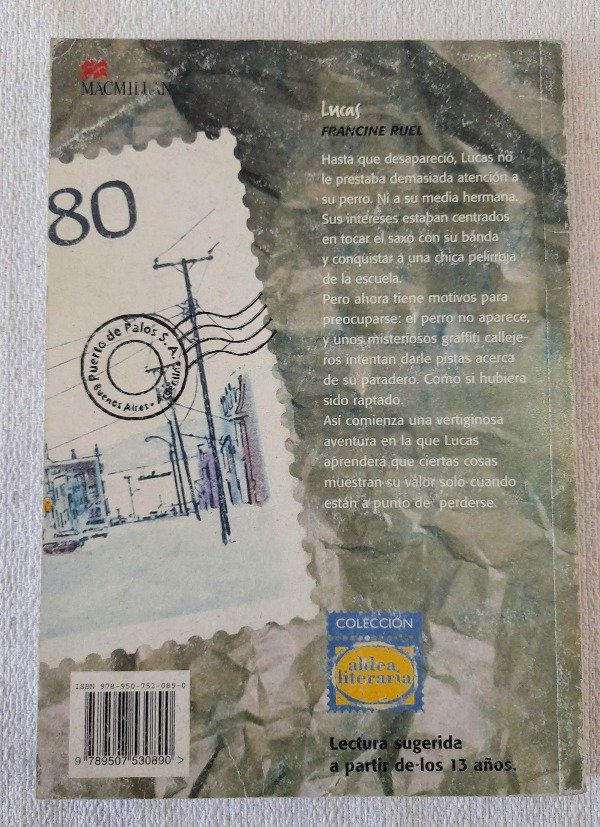 MACMILLAN
Lucas
FRANCINE RUEL
Hasta que desapareció, Lucas no
le prestaba demasiada atención a
su perro. Ni a su media hermana.
Sus intereses estaban centrados
en tocar el saxo con su banda
y conquistar a una chica pelirroja
de la escuela.
Pero ahora tiene motivos para
preocuparse: el perro no aparece,
y unos misteriosos graffiti calleje-
ros intentan darle pistas acerca
de su paradero. Como si hubiera
sido raptado.
Así comienza una vertiginosa
aventura en la que Lucas
aprenderá que ciertas cosas
muestran su valor solo cuando
están a punto de perderse.
80
Puerto de Palos S. A.
Buenos Aires • Argentina
COLECCIÓN
aldea
literaria
Lectura sugerida
a partir de los 13 años.
ISBN 978-950-753-089-0
9 789507 530890 >